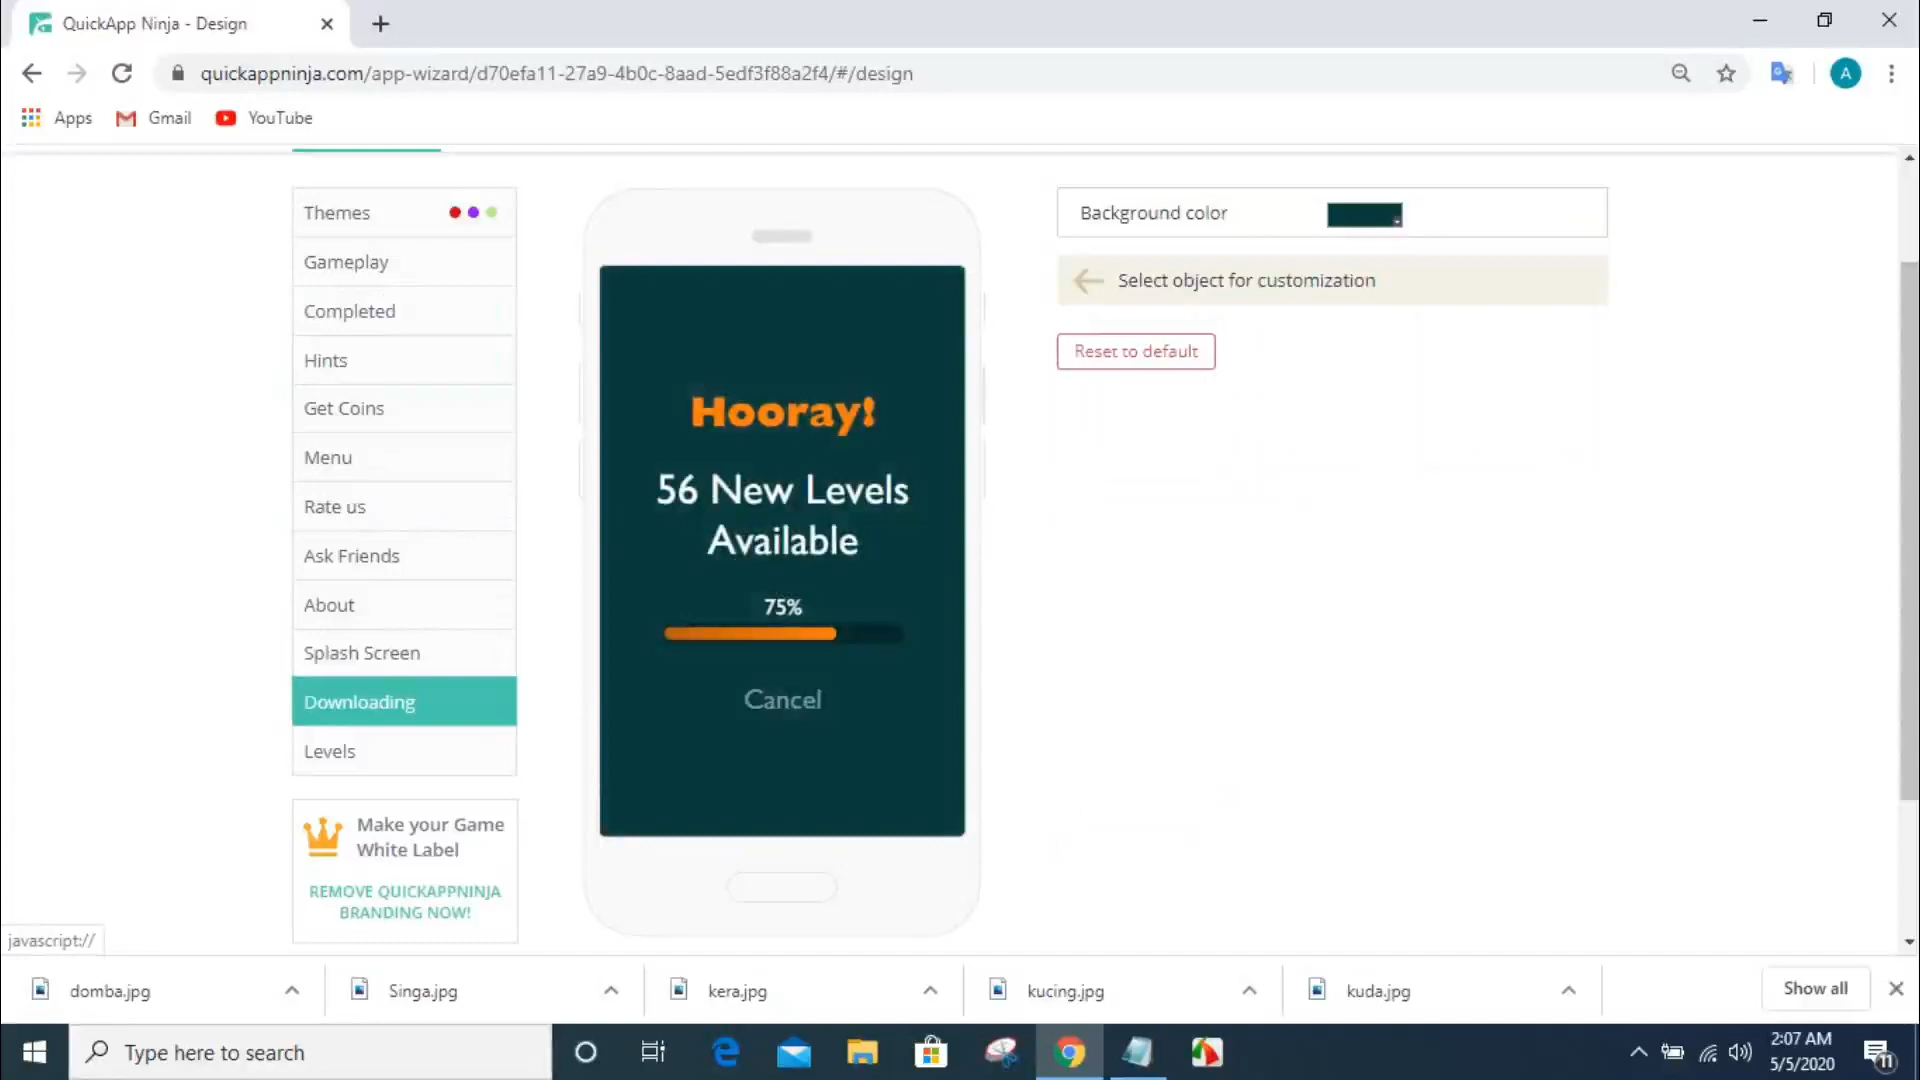 QuickApp Ninja - Design
quickappninja.com/app-wizard/d70efa11-27a9-4b0c-8aad-5edf3f88a2f4/#/design
A
Apps
Gmail
YouTube
Themes
Gameplay
Completed
Hints
Get Coins
Menu
Rate us
Ask Friends
About
Splash Screen
Downloading
Levels
Make your Game
White Label
REMOVE QUICKAPPNINJA
BRANDING NOW!
Hooray!
56 New Levels
Available
75%
Cancel
Background color
Select object for customization
Reset to default
javascript://
domba.jpg
Singa.jpg
kera.jpg
kucing.jpg
kuda.jpg
Show all
Type here to search
2:07 AM
5/5/2020
11